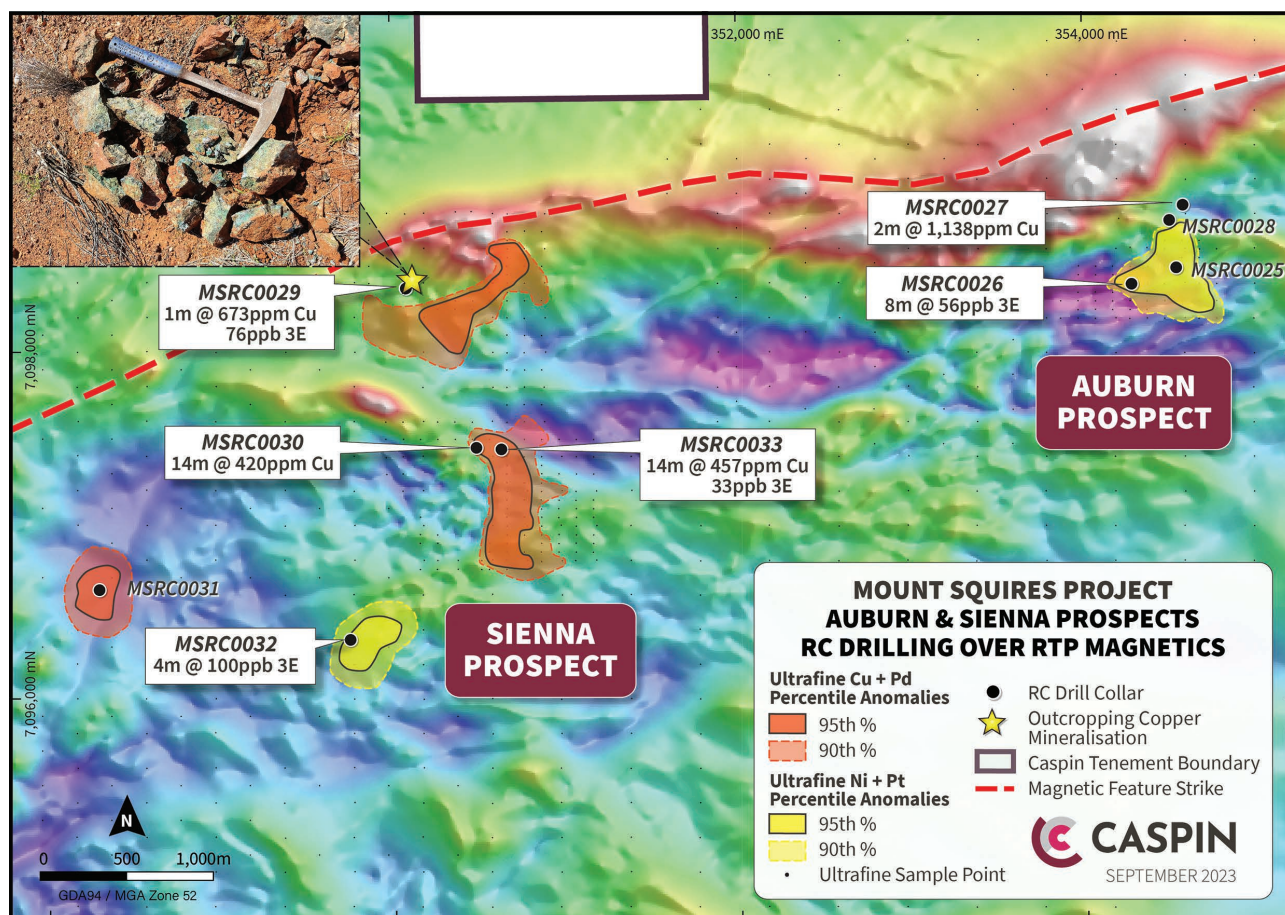 352,000 mE
354,000 mE
MSRC0027
2m @ 1,138ppm Cu
MSRC0028
MSRC0025
MSRC0026
8m @ 56ppb 3E
MSRC0029
1m @ 673ppm Cu
76ppb 3E
7,098,000 mN
AUBURN
PROSPECT
MSRC0030
14m @ 420ppm Cu
MSRC0033
14m @ 457ppm Cu
33ppb 3E
MSRC0031
MSRC0032
4m @ 100ppb 3E
SIENNA
PROSPECT
7,096,000 mN
MOUNT SQUIRES PROJECT
AUBURN & SIENNA PROSPECTS
RC DRILLING OVER RTP MAGNETICS
Ultrafine Cu + Pd
Percentile Anomalies
95th %
90th %
Ultrafine Ni + Pt
Percentile Anomalies
95th %
90th %
Ultrafine Sample Point
RC Drill Collar
Outcropping Copper
Mineralisation
Caspin Tenement Boundary
Magnetic Feature Strike
CASPIN
SEPTEMBER 2023
N
0 500 1,000m
GDA94 / MGA Zone 52